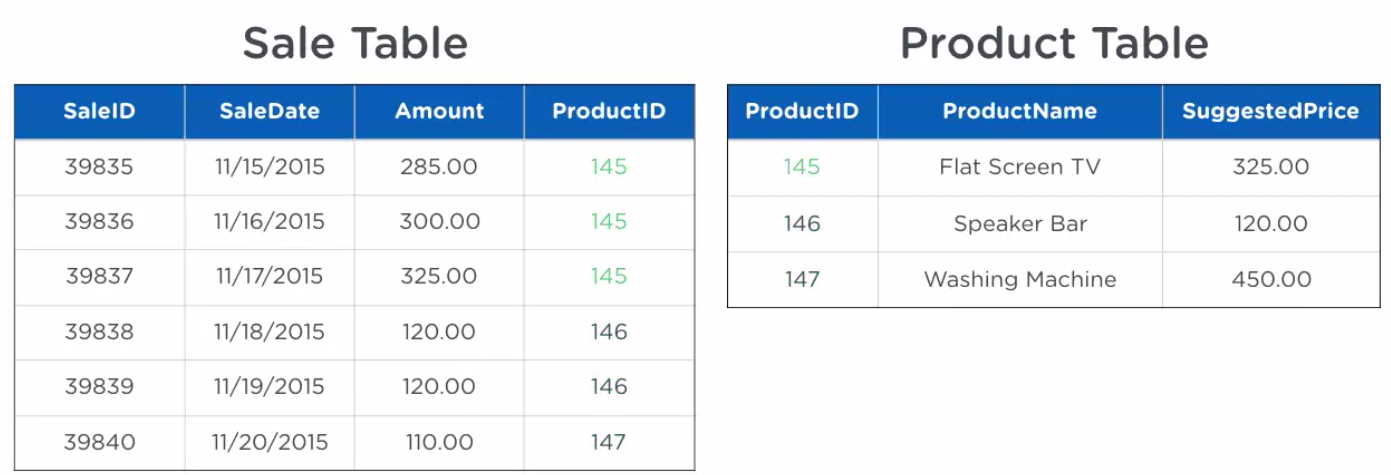 Sale Table
SaleID SaleDate Amount ProductID
39835 11/15/2015 285.00 145
39836 11/16/2015 300.00 145
39837 11/17/2015 325.00 145
39838 11/18/2015 120.00 146
39839 11/19/2015 120.00 146
39840 11/20/2015 110.00 147
Product Table
ProductID ProductName SuggestedPrice
145 Flat Screen TV 325.00
146 Speaker Bar 120.00
147 Washing Machine 450.00